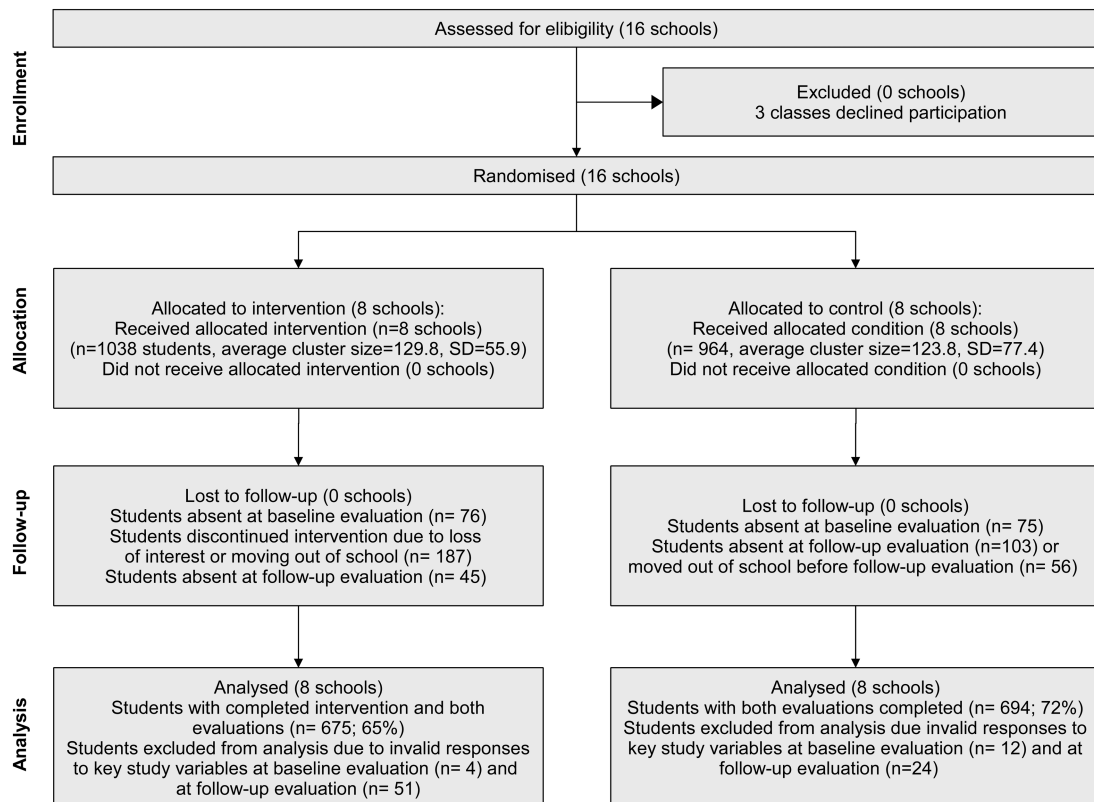 Enrollment
Assessed for elibigility (16 schools)
Excluded (0 schools)
3 classes declined participation
Randomised (16 schools)
Allocation
Allocated to intervention (8 schools):
Received allocated intervention (n=8 schools)
(n=1038 students, average cluster size=129.8, SD=55.9)
Did not receive allocated intervention (0 schools)
Allocated to control (8 schools):
Received allocated condition (8 schools)
(n= 964, average cluster size=123.8, SD=77.4)
Did not receive allocated condition (0 schools)
Follow-up
Lost to follow-up (0 schools)
Students absent at baseline evaluation (n= 76)
Students discontinued intervention due to loss
of interest or moving out of school (n= 187)
Students absent at follow-up evaluation (n= 45)
Lost to follow-up (0 schools)
Students absent at baseline evaluation (n= 75)
Students absent at follow-up evaluation (n=103) or
moved out of school before follow-up evaluation (n= 56)
Analysis
Analysed (8 schools)
Students with completed intervention and both
evaluations (n= 675; 65%)
Students excluded from analysis due to invalid responses
to key study variables at baseline evaluation (n= 4) and
at follow-up evaluation (n= 51)
Analysed (8 schools)
Students with both evaluations completed (n= 694; 72%)
Students excluded from analysis due invalid responses to
key study variables at baseline evaluation (n= 12) and at
follow-up evaluation (n=24)